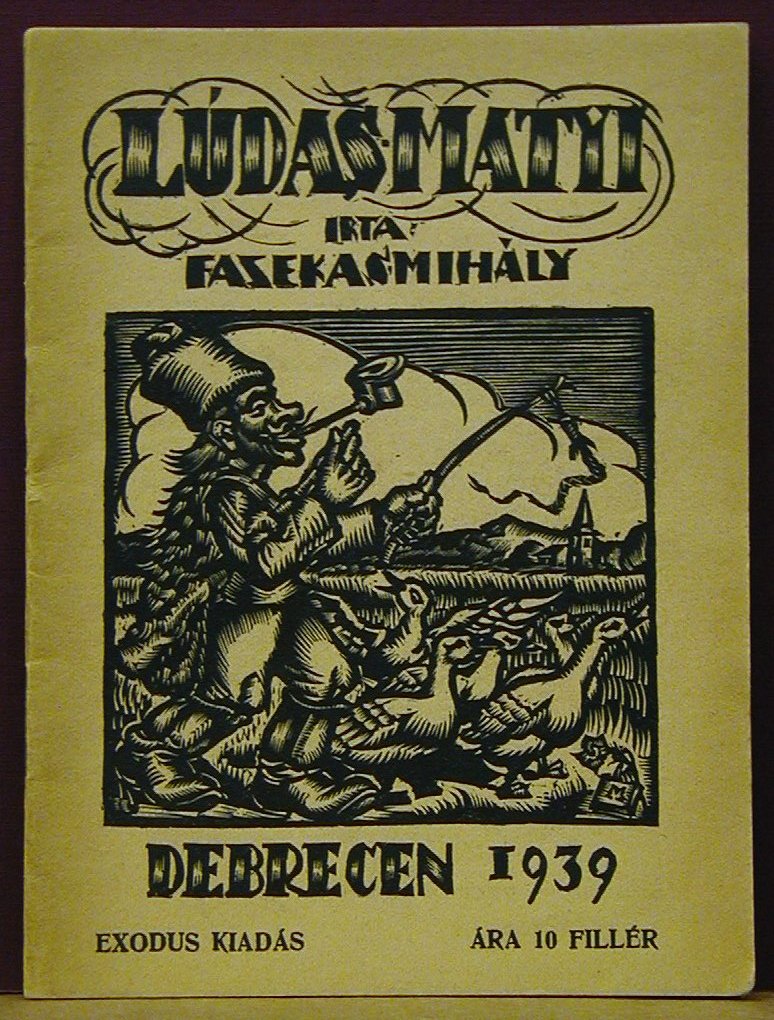 LÚDAS·MATYI
IRTA:
FAZEKAS·MIHÁLY
M
DEBRECEN 1939
EXODUS KIADÁS
ÁRA 10 FILLÉR